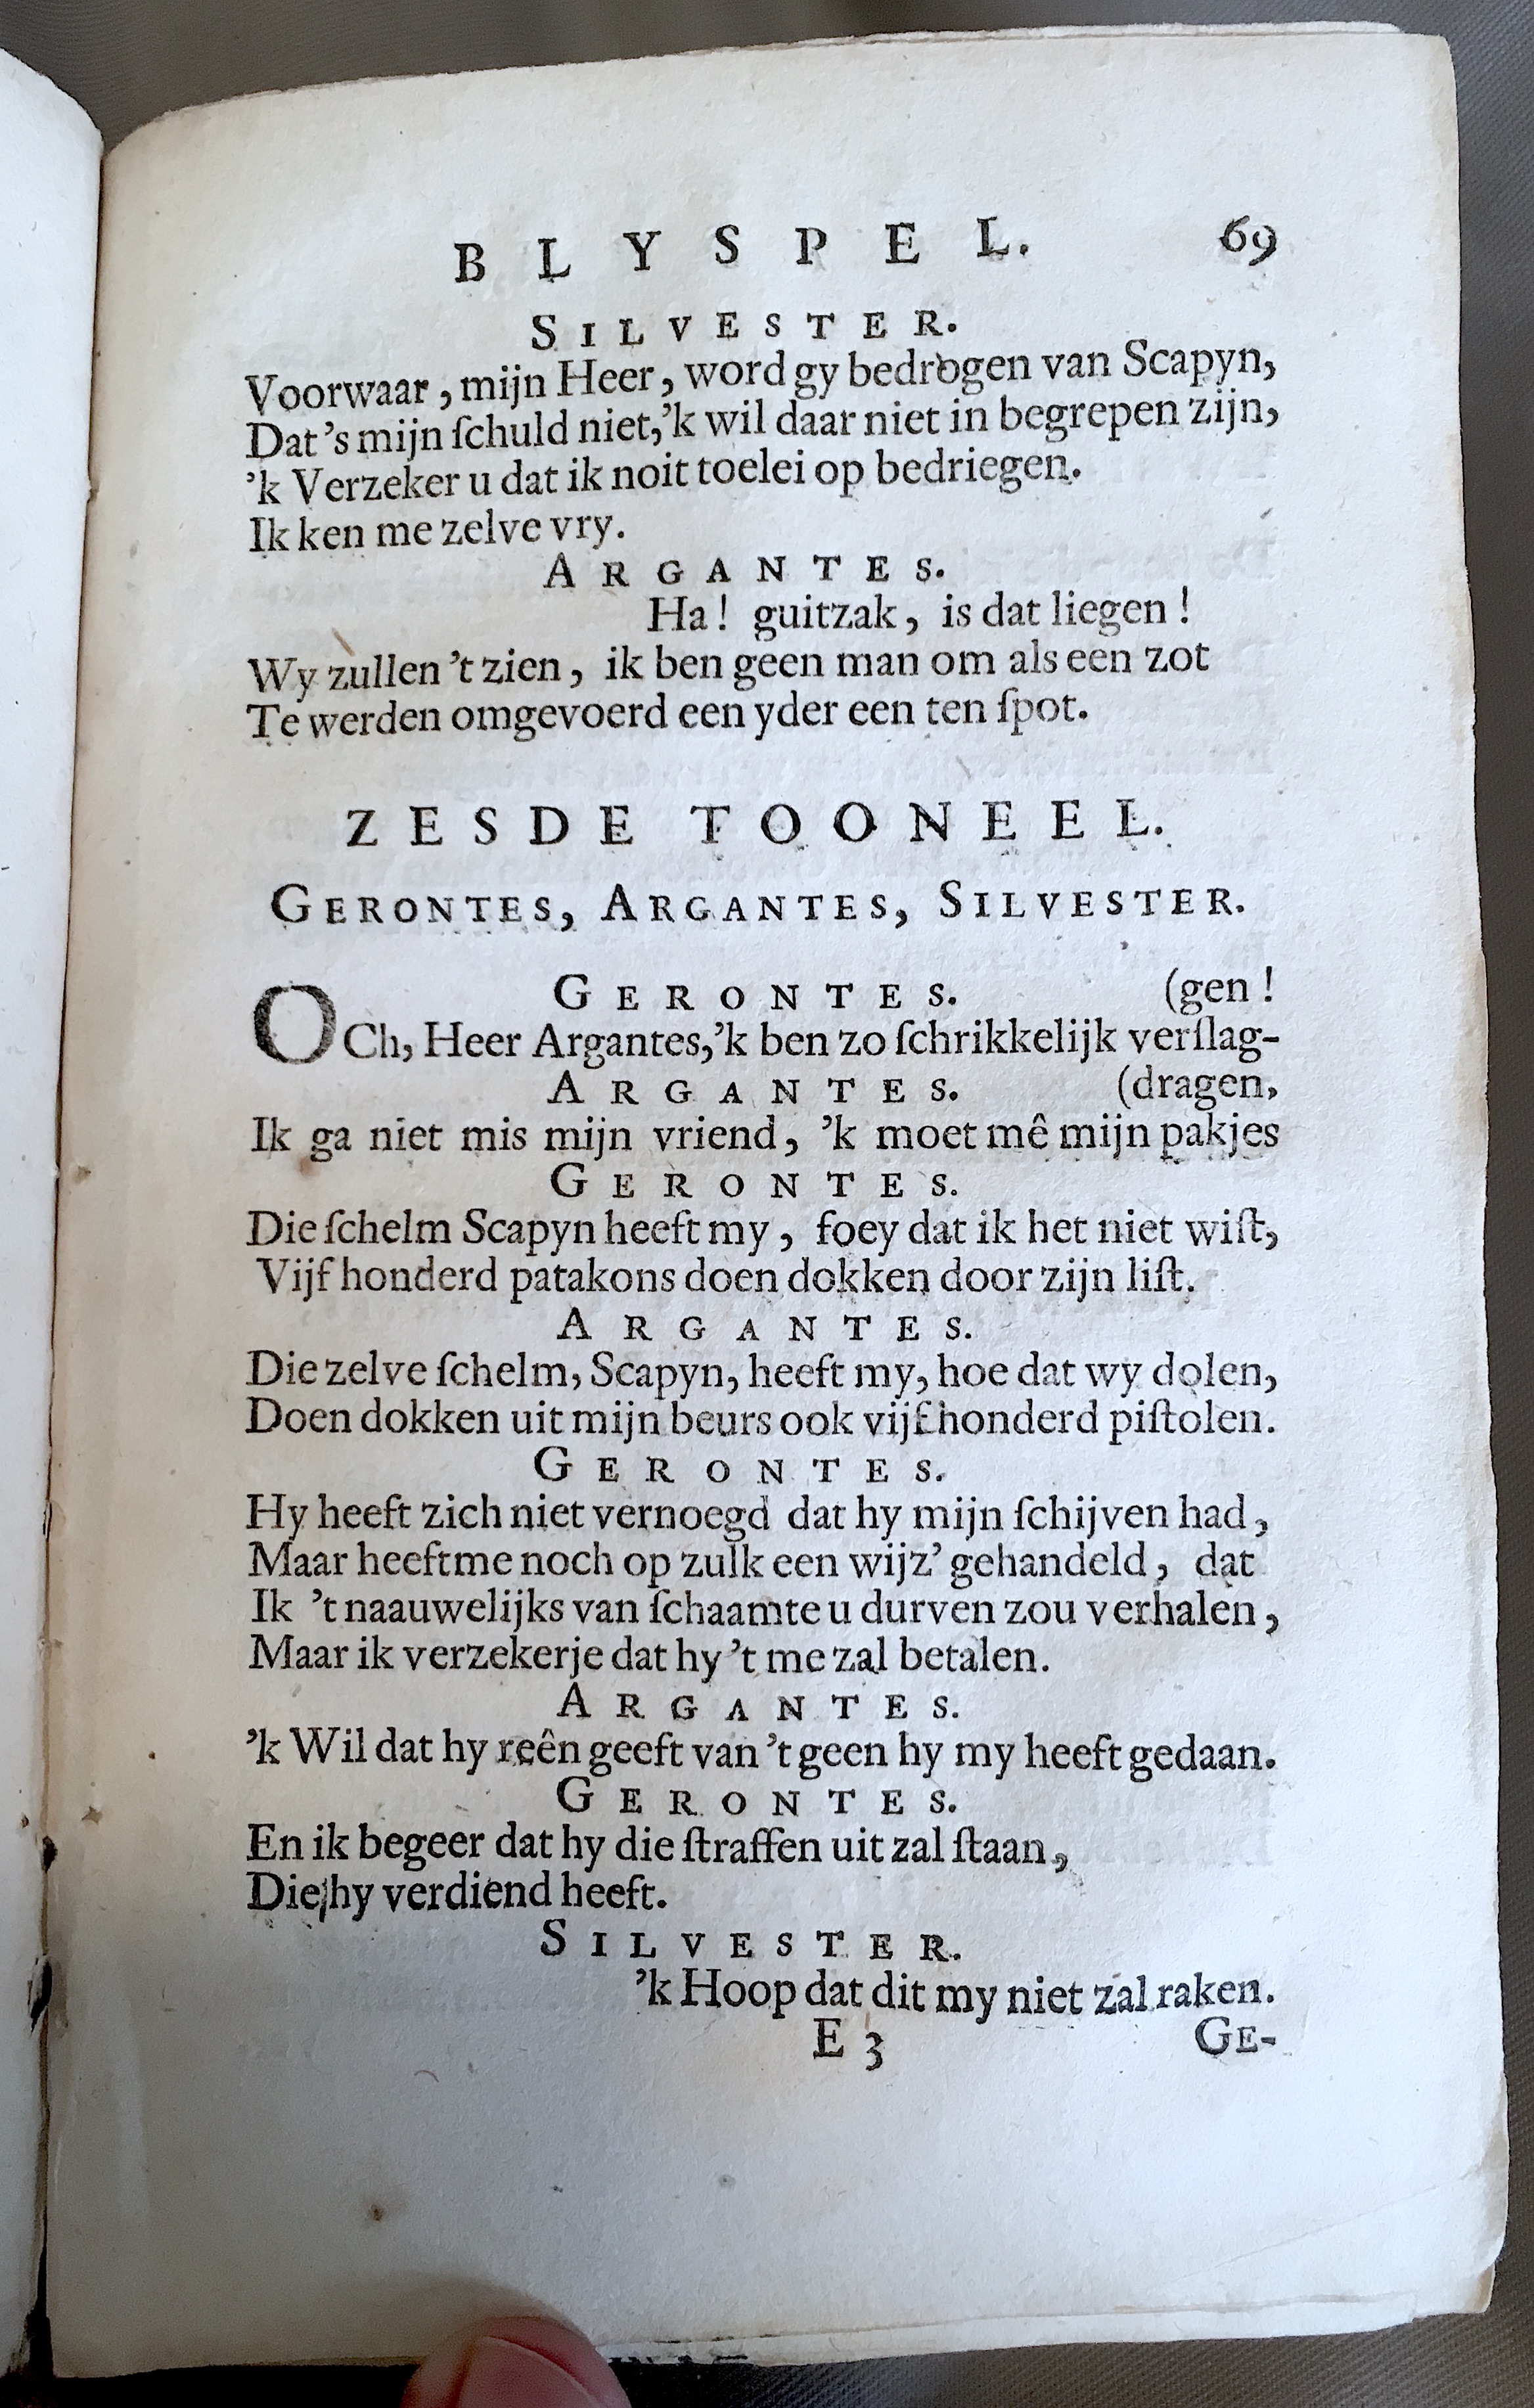 BLYSPEL. 69
SILVESTER.
Voorwaar, mijn Heer, word gy bedrogen van Scapyn,
Dat's mijn ſchuld niet,'k wil daar niet in begrepen zijn,
'k Verzeker u dat ik noit toelei op bedriegen.
Ik ken me zelve vry.
ARGANTES.
Ha! guitzak, is dat liegen!
Wy zullen 't zien, ik ben geen man om als een zot
Te werden omgevoerd een yder een ten ſpot.
ZESDE TOONEEL.
GERONTES, ARGANTES, SILVESTER.
GERONTES. (gen!
OCh, Heer Argantes,'k ben zo ſchrikkelijk verſlag-
ARGANTES. (dragen,
Ik ga niet mis mijn vriend, 'k moet mê mijn pakjes
GERONTES.
Die ſchelm Scapyn heeft my, foey dat ik het niet wiſt,
Vijf honderd patakons doen dokken door zijn liſt.
ARGANTES.
Die zelve ſchelm, Scapyn, heeft my, hoe dat wy dolen,
Doen dokken uit mijn beurs ook vijf honderd piſtolen.
GERONTES.
Hy heeft zich niet vernoegd dat hy mijn ſchijven had,
Maar heeft me noch op zulk een wijz' gehandeld, dat
Ik 't naauwelijks van ſchaamte u durven zou verhalen,
Maar ik verzeker je dat hy 't me zal betalen.
ARGANTES.
'k Wil dat hy reên geeft van 't geen hy my heeft gedaan.
GERONTES.
En ik begeer dat hy die ſtraffen uit zal ſtaan,
Die hy verdiend heeft.
SILVESTER.
'k Hoop dat dit my niet zal raken.
E 3 GE-